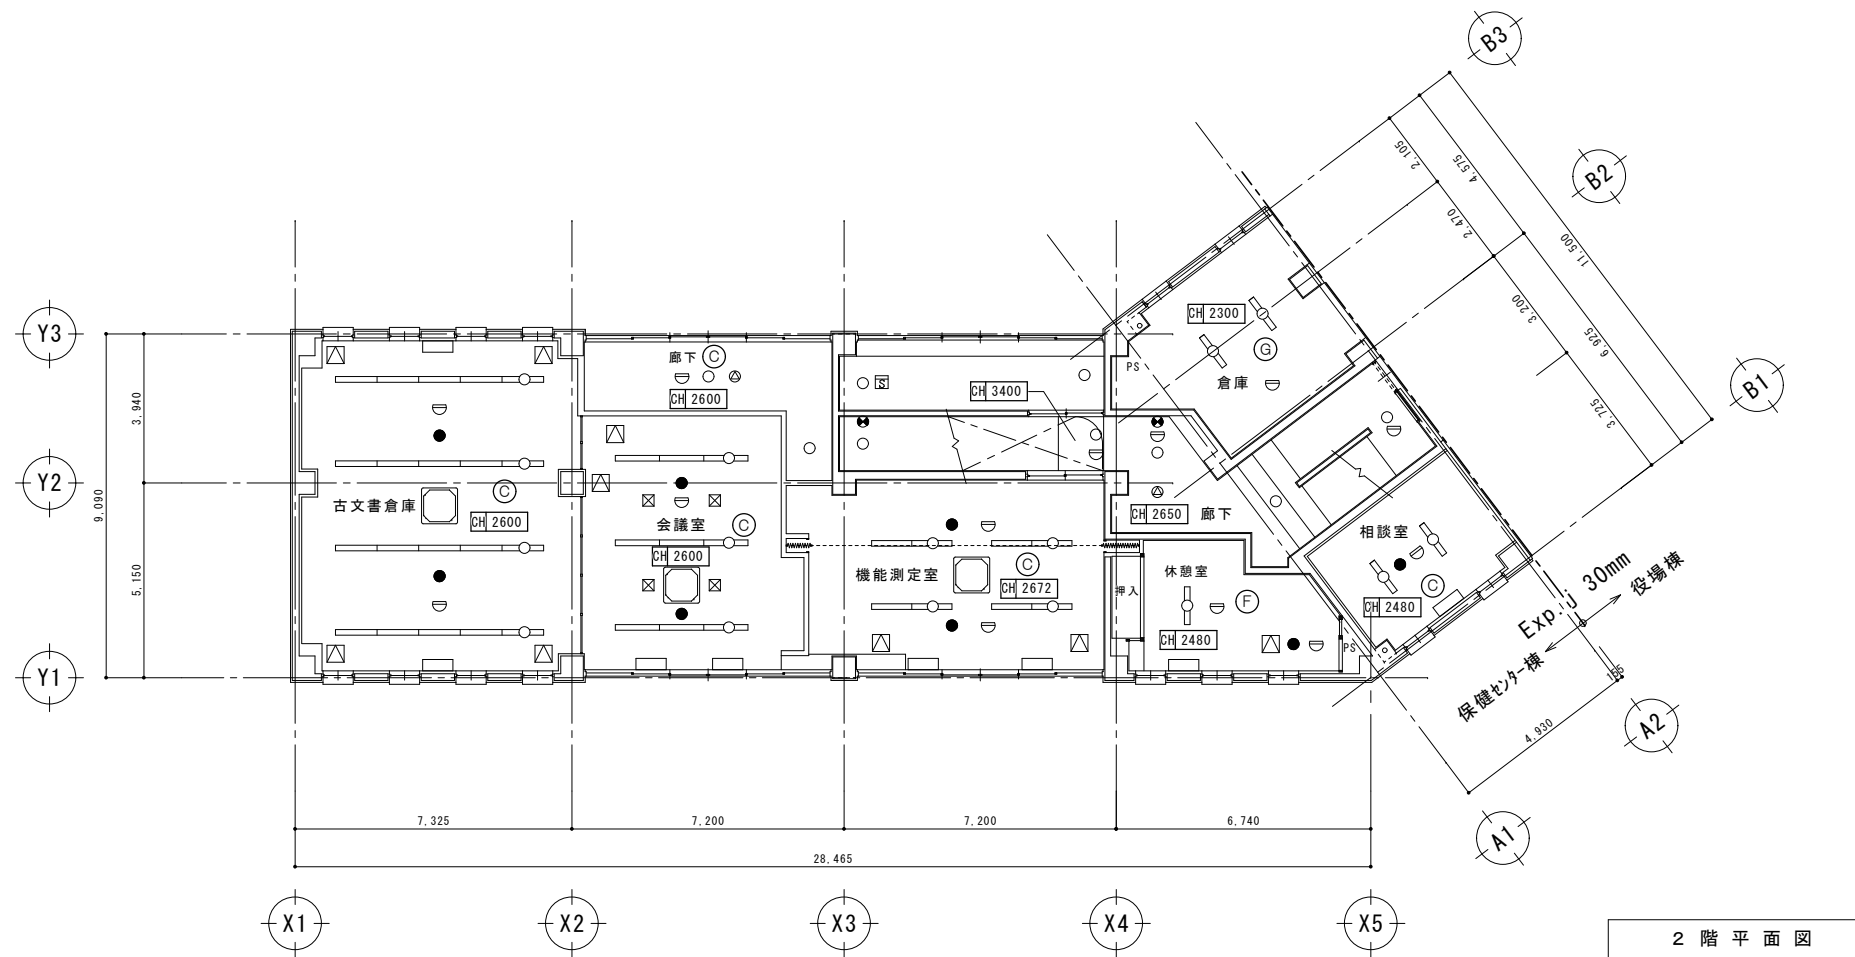 B3
B2
B1
2,105
4,575
2,470
11,500
3,200
6,925
3,725
Y3
Y2
Y1
3,940
9,090
5,150
廊下
C
CH 2600
S
CH 3400
PS
CH 2300
G
倉庫
古文書倉庫
C
CH 2600
会議室
C
CH 2600
機能測定室
C
CH 2672
CH 2650
廊下
押入
休憩室
F
CH 2480
PS
相談室
C
CH 2480
Exp.j 30mm
役場棟
保健センター棟
155
4,930
A2
A1
7,325
7,200
7,200
6,740
28,465
X1
X2
X3
X4
X5
2階平面図